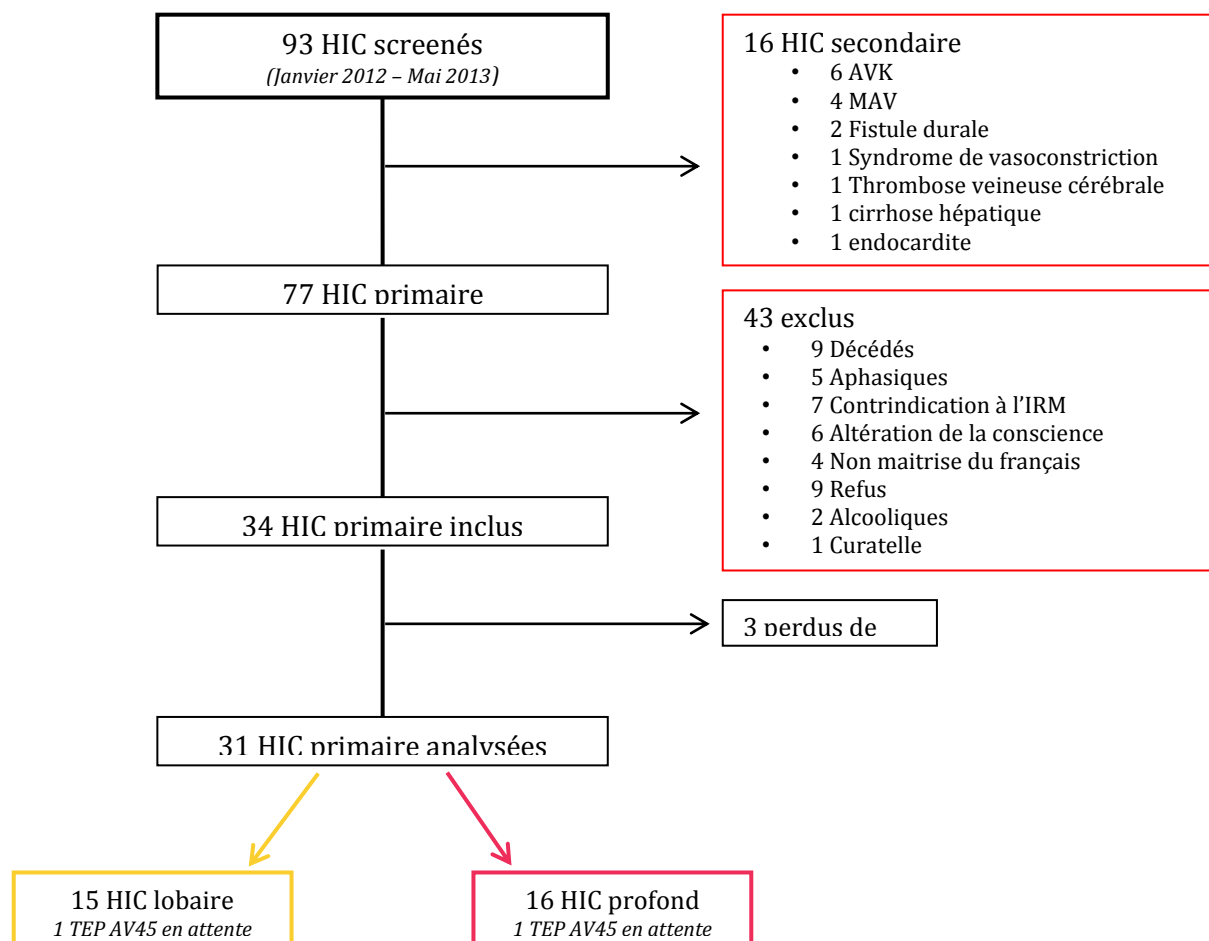 93 HIC screenés
(Janvier 2012 – Mai 2013)
16 HIC secondaire
• 6 AVK
• 4 MAV
• 2 Fistule durale
• 1 Syndrome de vasoconstriction
• 1 Thrombose veineuse cérébrale
• 1 cirrhose hépatique
• 1 endocardite
77 HIC primaire
43 exclus
• 9 Décédés
• 5 Aphasiques
• 7 Contrindication à l'IRM
• 6 Altération de la conscience
• 4 Non maitrise du français
• 9 Refus
• 2 Alcooliques
• 1 Curatelle
34 HIC primaire inclus
3 perdus de
31 HIC primaire analysées
15 HIC lobaire
1 TEP AV45 en attente
16 HIC profond
1 TEP AV45 en attente